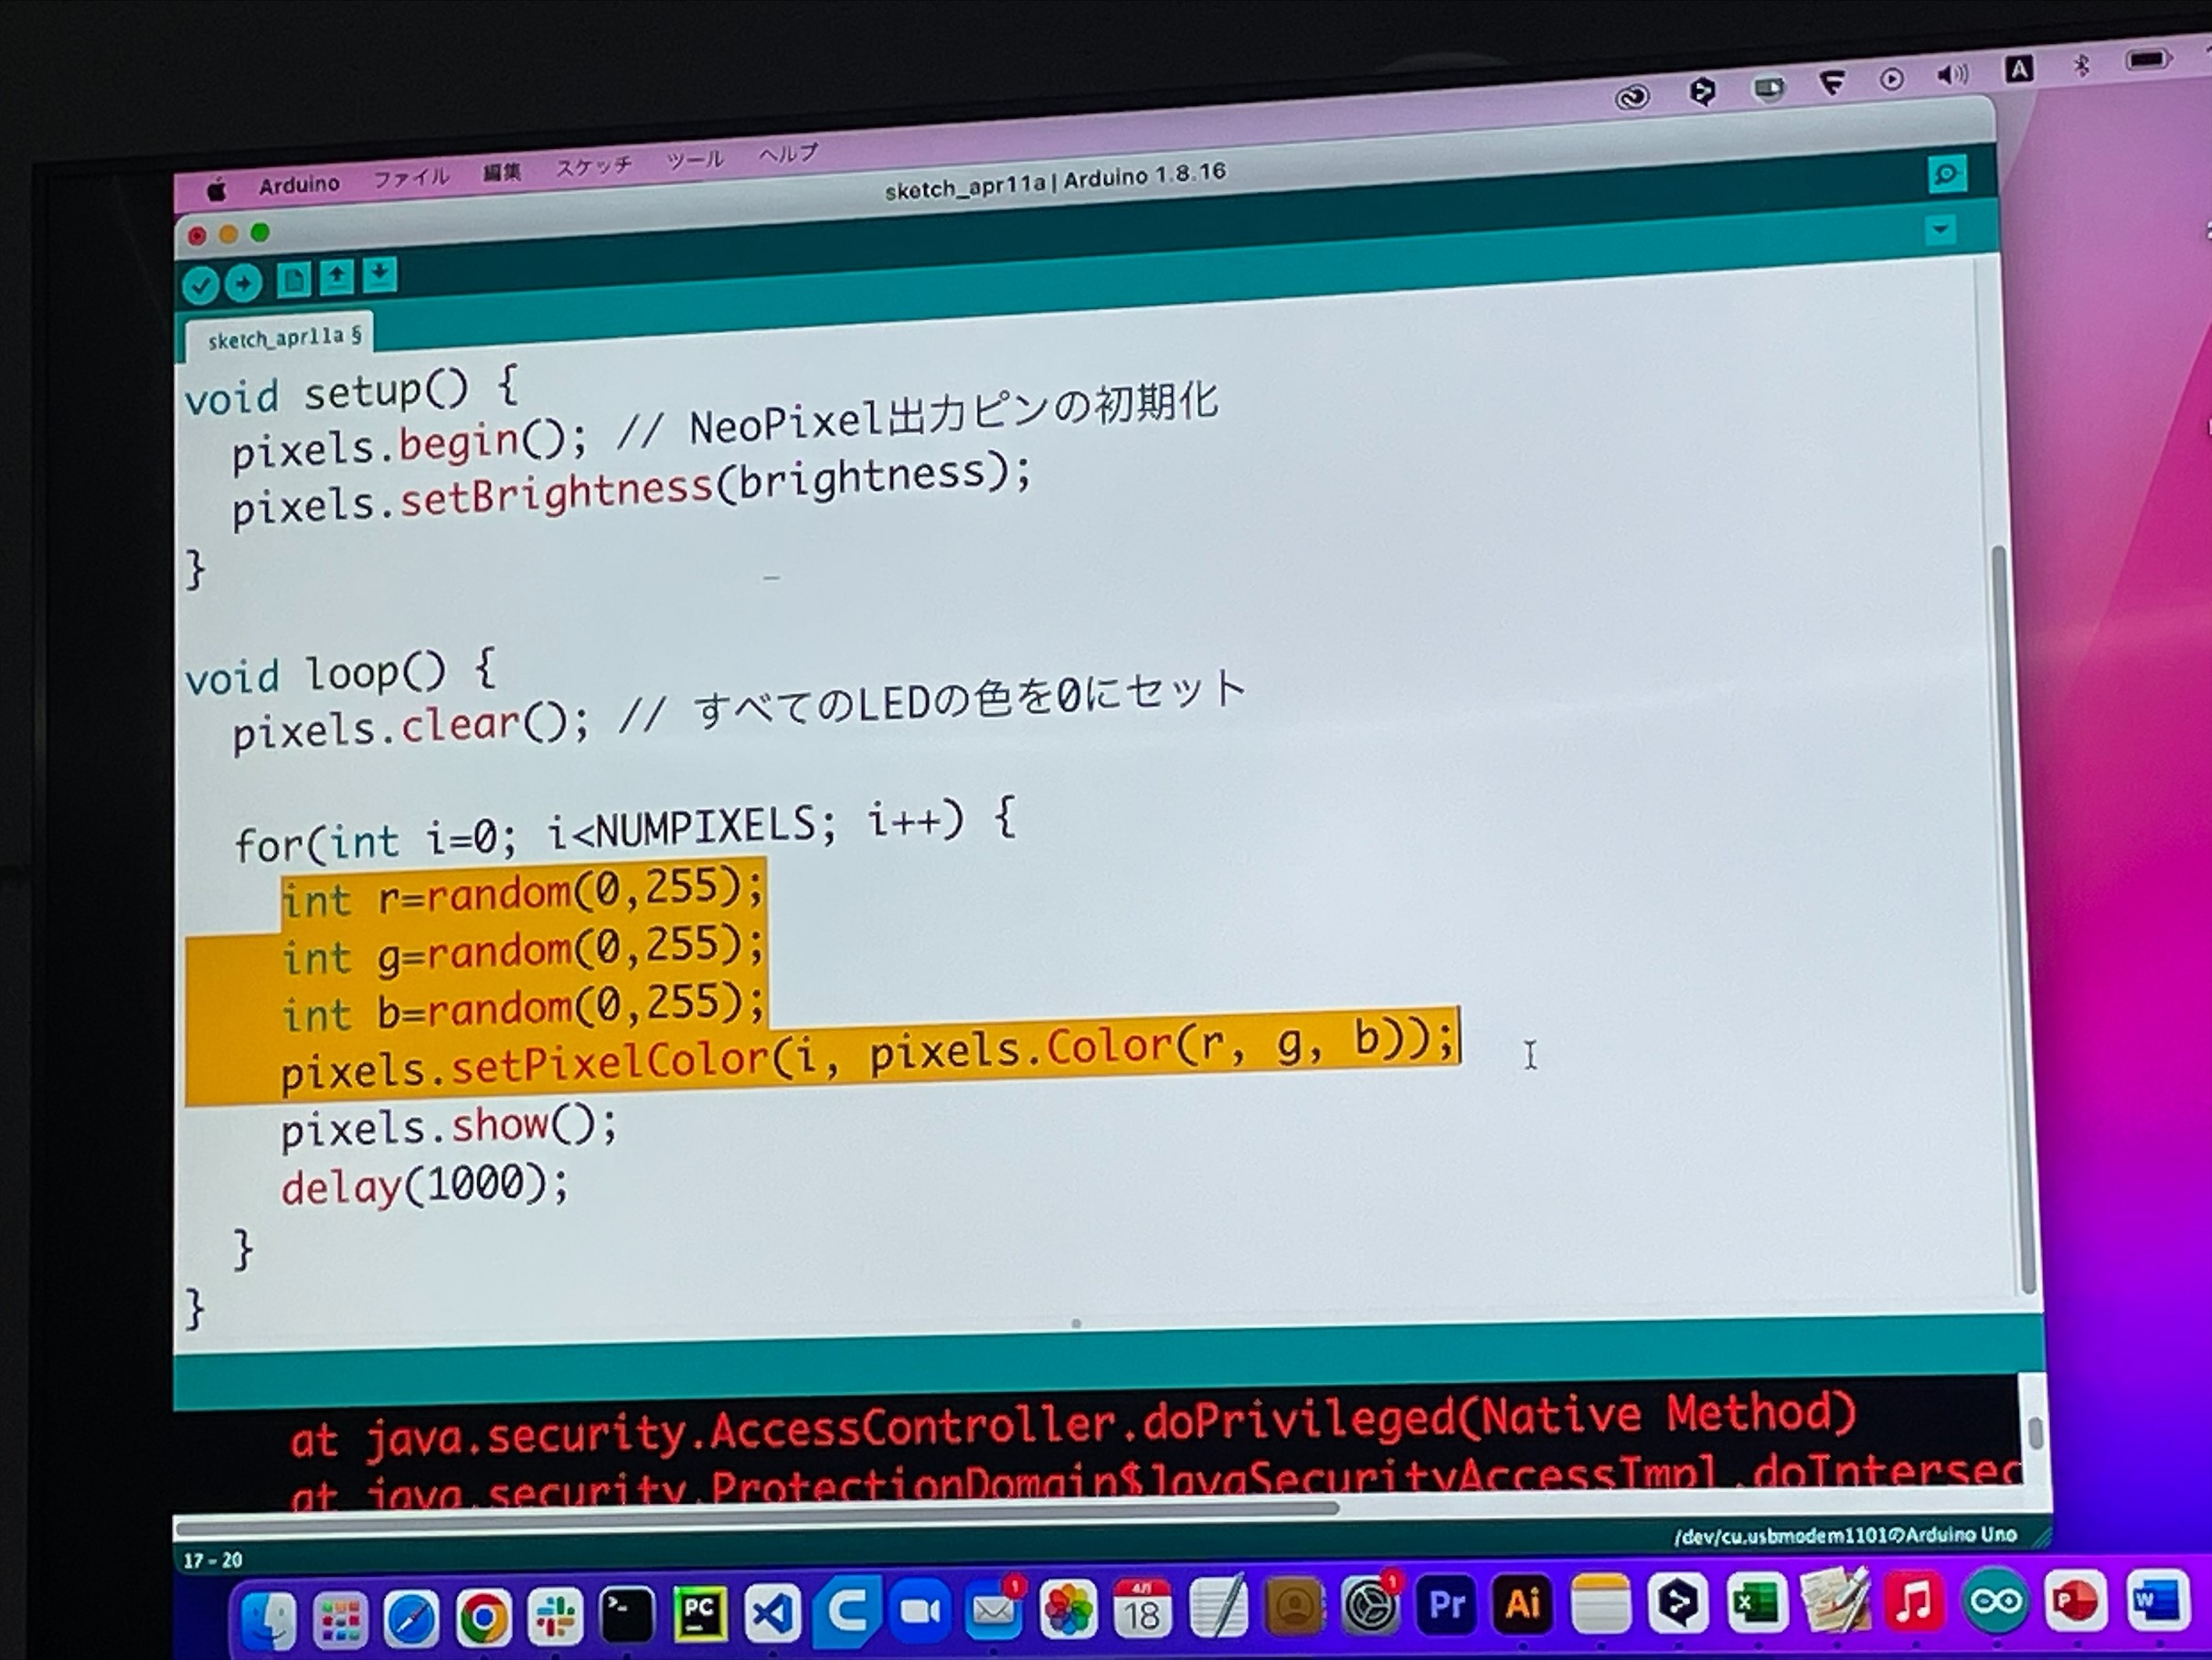 Arduino ファイル 編集 スケッチ ツール ヘルプ
A
sketch_apr11a | Arduino 1.8.16
sketch_apr11a §
void setup() {
  pixels.begin(); // NeoPixel出力ピンの初期化
  pixels.setBrightness(brightness);
}
void loop() {
  pixels.clear(); // すべてのLEDの色を0にセット
  for(int i=0; i<NUMPIXELS; i++) {
    int r=random(0,255);
    int g=random(0,255);
    int b=random(0,255);
    pixels.setPixelColor(i, pixels.Color(r, g, b));
    pixels.show();
    delay(1000);
  }
}
at java.security.AccessController.doPrivileged(Native Method)
at java.security.ProtectionDomain$JavaSecurityAccessImpl.doIntersec
/dev/cu.usbmodem1101のArduino Uno
17 - 20
PC 1 4月 18 1 Pr Ai X P W